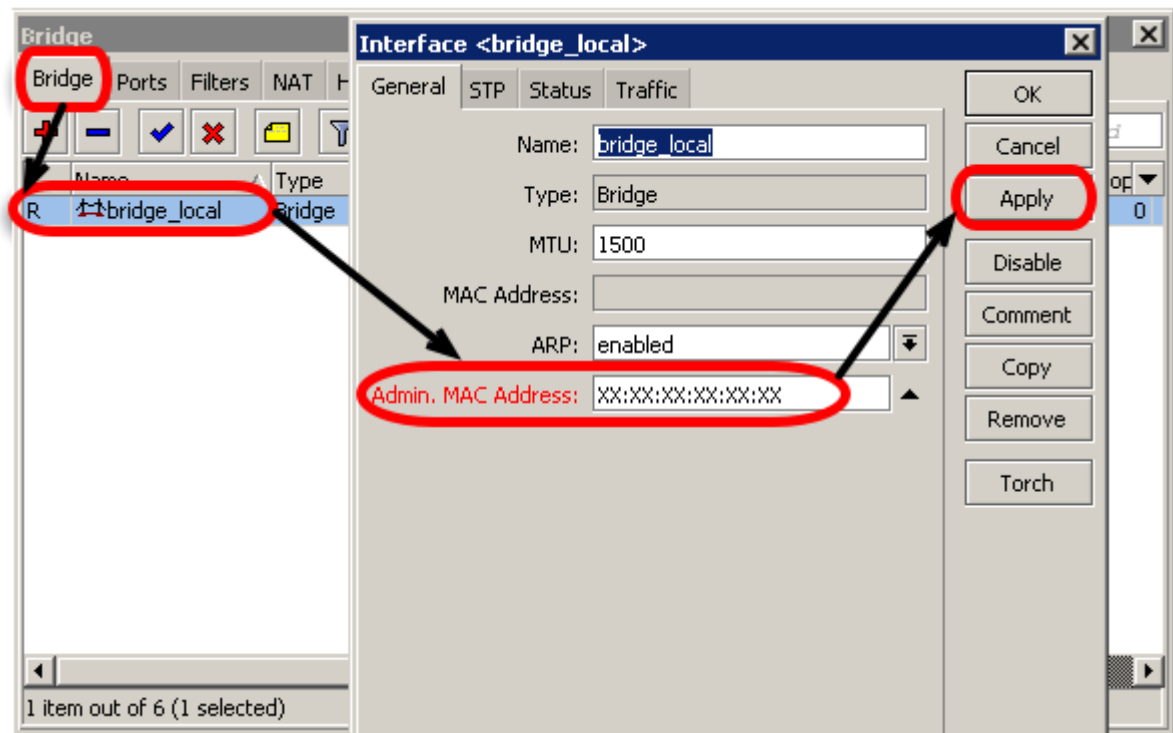 Bridge
Bridge Ports Filters NAT H
Name Type
R bridge_local Bridge 0
1 item out of 6 (1 selected)
Interface <bridge_local>
General STP Status Traffic
Name: bridge_local
Type: Bridge
MTU: 1500
MAC Address:
ARP: enabled
Admin. MAC Address: XX:XX:XX:XX:XX:XX
OK
Cancel
Apply
Disable
Comment
Copy
Remove
Torch